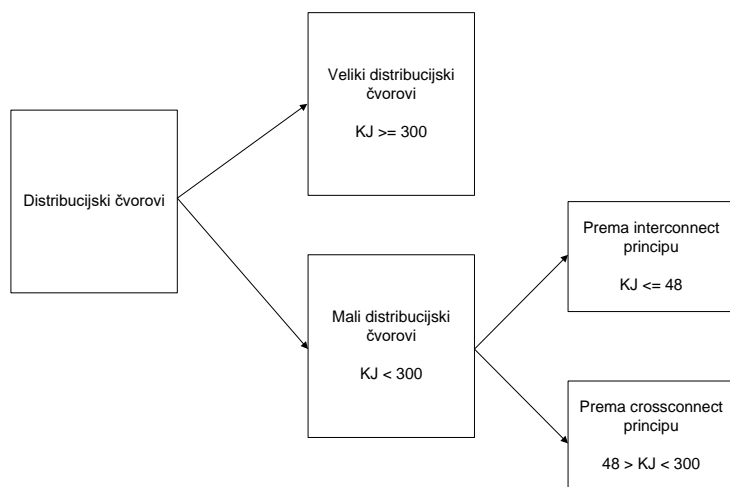 Distribucijski čvorovi
Veliki distribucijski
čvorovi
KJ >= 300
Mali distribucijski
čvorovi
KJ < 300
Prema interconnect
principu
KJ <= 48
Prema crossconnect
principu
48 > KJ < 300